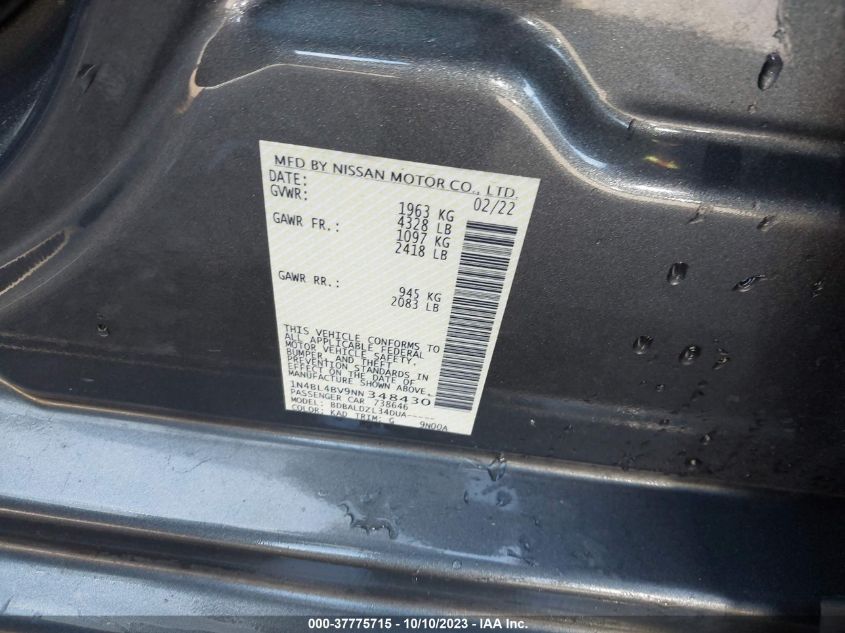 MFD BY NISSAN MOTOR CO., LTD.
DATE: 02/22
GVWR: 1963 KG
4328 LB
GAWR FR.: 1097 KG
2418 LB
GAWR RR.: 945 KG
2083 LB
THIS VEHICLE CONFORMS TO
ALL APPLICABLE FEDERAL
MOTOR VEHICLE SAFETY,
BUMPER, AND THEFT
PREVENTION STANDARDS IN
EFFECT ON THE DATE OF
MANUFACTURE SHOWN ABOVE.
1N4BL4BV9NN348430
PASSENGER CAR 738646
MODEL: BDBALDZL34DUA-----
COLOR: KAD TRIM: G 9N00A
000-37775715 - 10/10/2023 - IAA Inc.